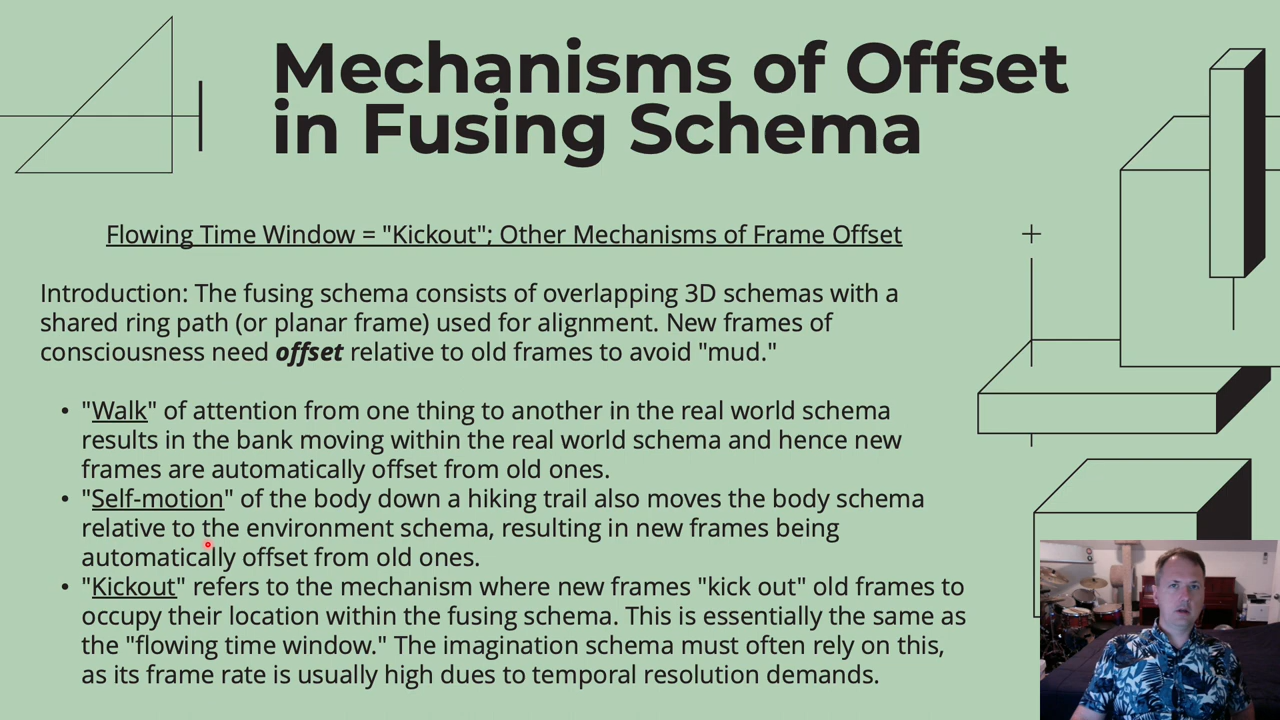 Mechanisms of Offset
in Fusing Schema
Flowing Time Window = "Kickout"; Other Mechanisms of Frame Offset
Introduction: The fusing schema consists of overlapping 3D schemas with a
shared ring path (or planar frame) used for alignment. New frames of
consciousness need offset relative to old frames to avoid "mud."
• "Walk" of attention from one thing to another in the real world schema
results in the bank moving within the real world schema and hence new
frames are automatically offset from old ones.
• "Self-motion" of the body down a hiking trail also moves the body schema
relative to the environment schema, resulting in new frames being
automatically offset from old ones.
• "Kickout" refers to the mechanism where new frames "kick out" old frames to
occupy their location within the fusing schema. This is essentially the same as
the "flowing time window." The imagination schema must often rely on this,
as its frame rate is usually high dues to temporal resolution demands.